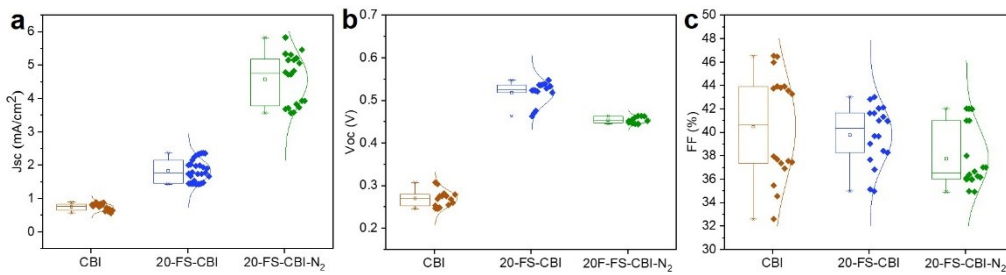 a
Jsc (mA/cm²)
6
5
4
3
2
1
0
CBI 20-FS-CBI 20-FS-CBI-N₂
b
Voc (V)
0.7
0.6
0.5
0.4
0.3
0.2
CBI 20-FS-CBI 20F-FS-CBI-N₂
c
FF (%)
50
48
46
44
42
40
38
36
34
32
30
CBI 20-FS-CBI 20-FS-CBI-N₂